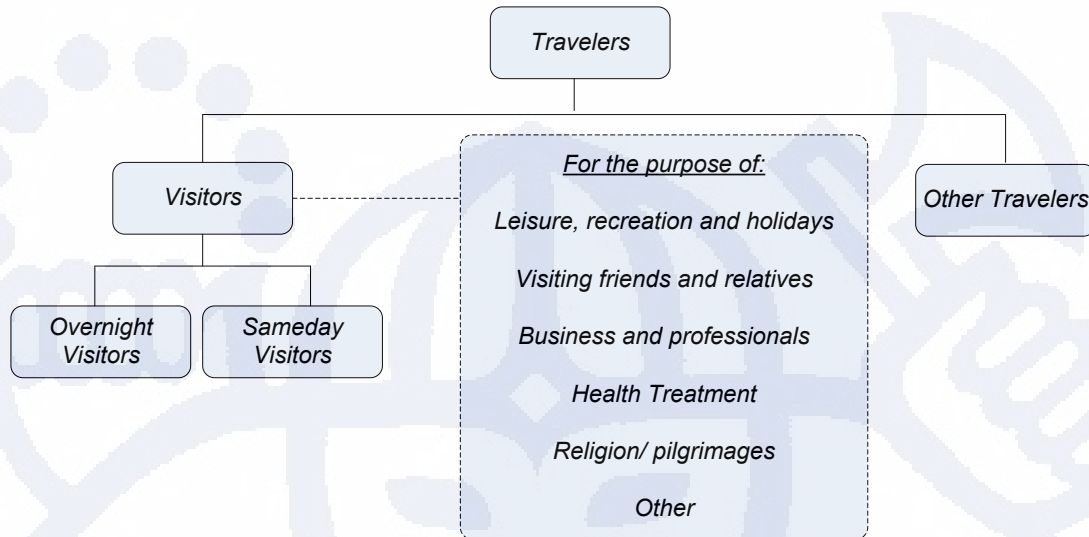 Travelers
Visitors
Overnight
Visitors
Sameday
Visitors
For the purpose of:
Leisure, recreation and holidays
Visiting friends and relatives
Business and professionals
Health Treatment
Religion/ pilgrimages
Other
Other Travelers